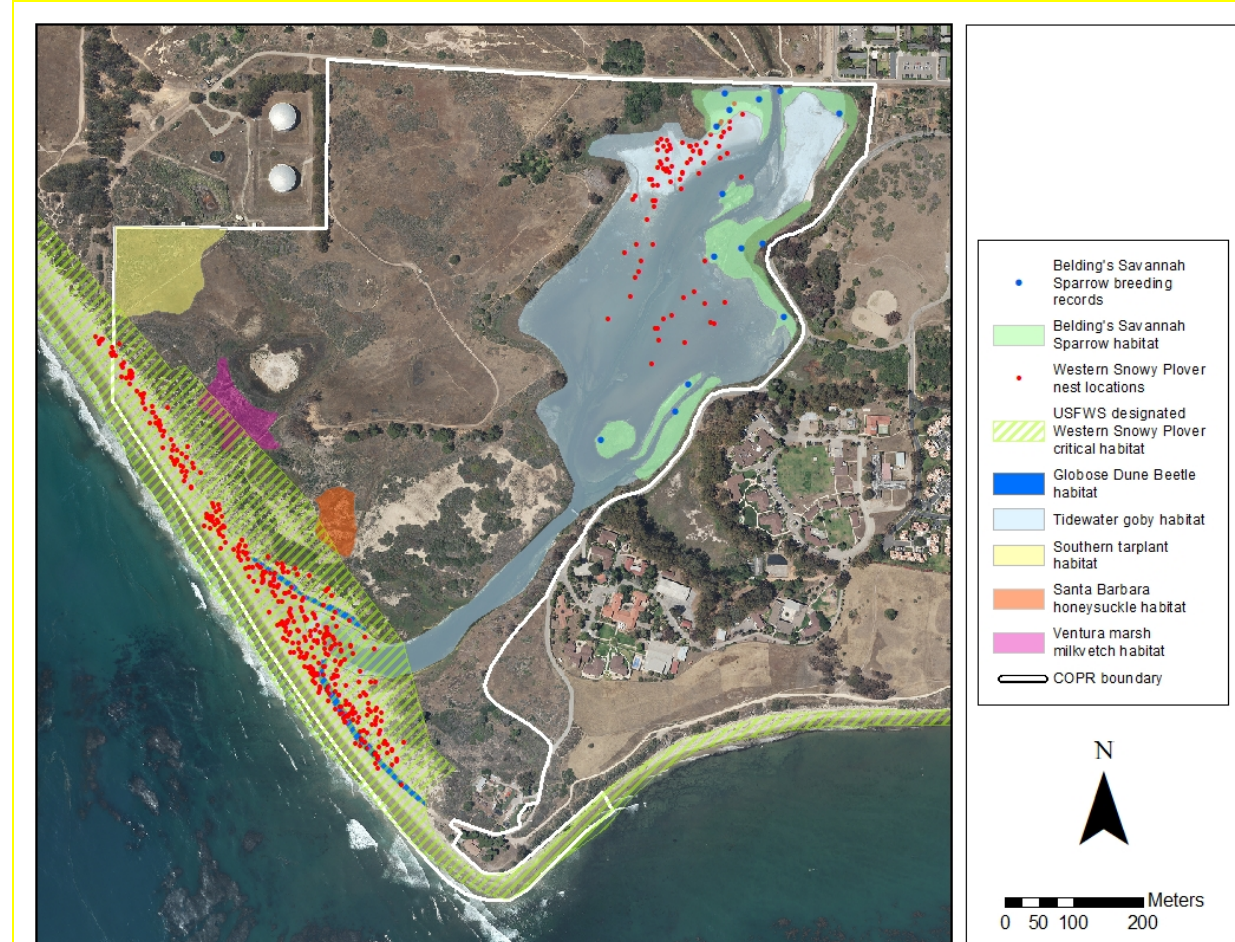 Belding's Savannah
Sparrow breeding
records
Belding's Savannah
Sparrow habitat
Western Snowy Plover
nest locations
USFWS designated
Western Snowy Plover
critical habitat
Globose Dune Beetle
habitat
Tidewater goby habitat
Southern tarplant
habitat
Santa Barbara
honeysuckle habitat
Ventura marsh
milkvetch habitat
COPR boundary
N
Meters
0 50 100 200